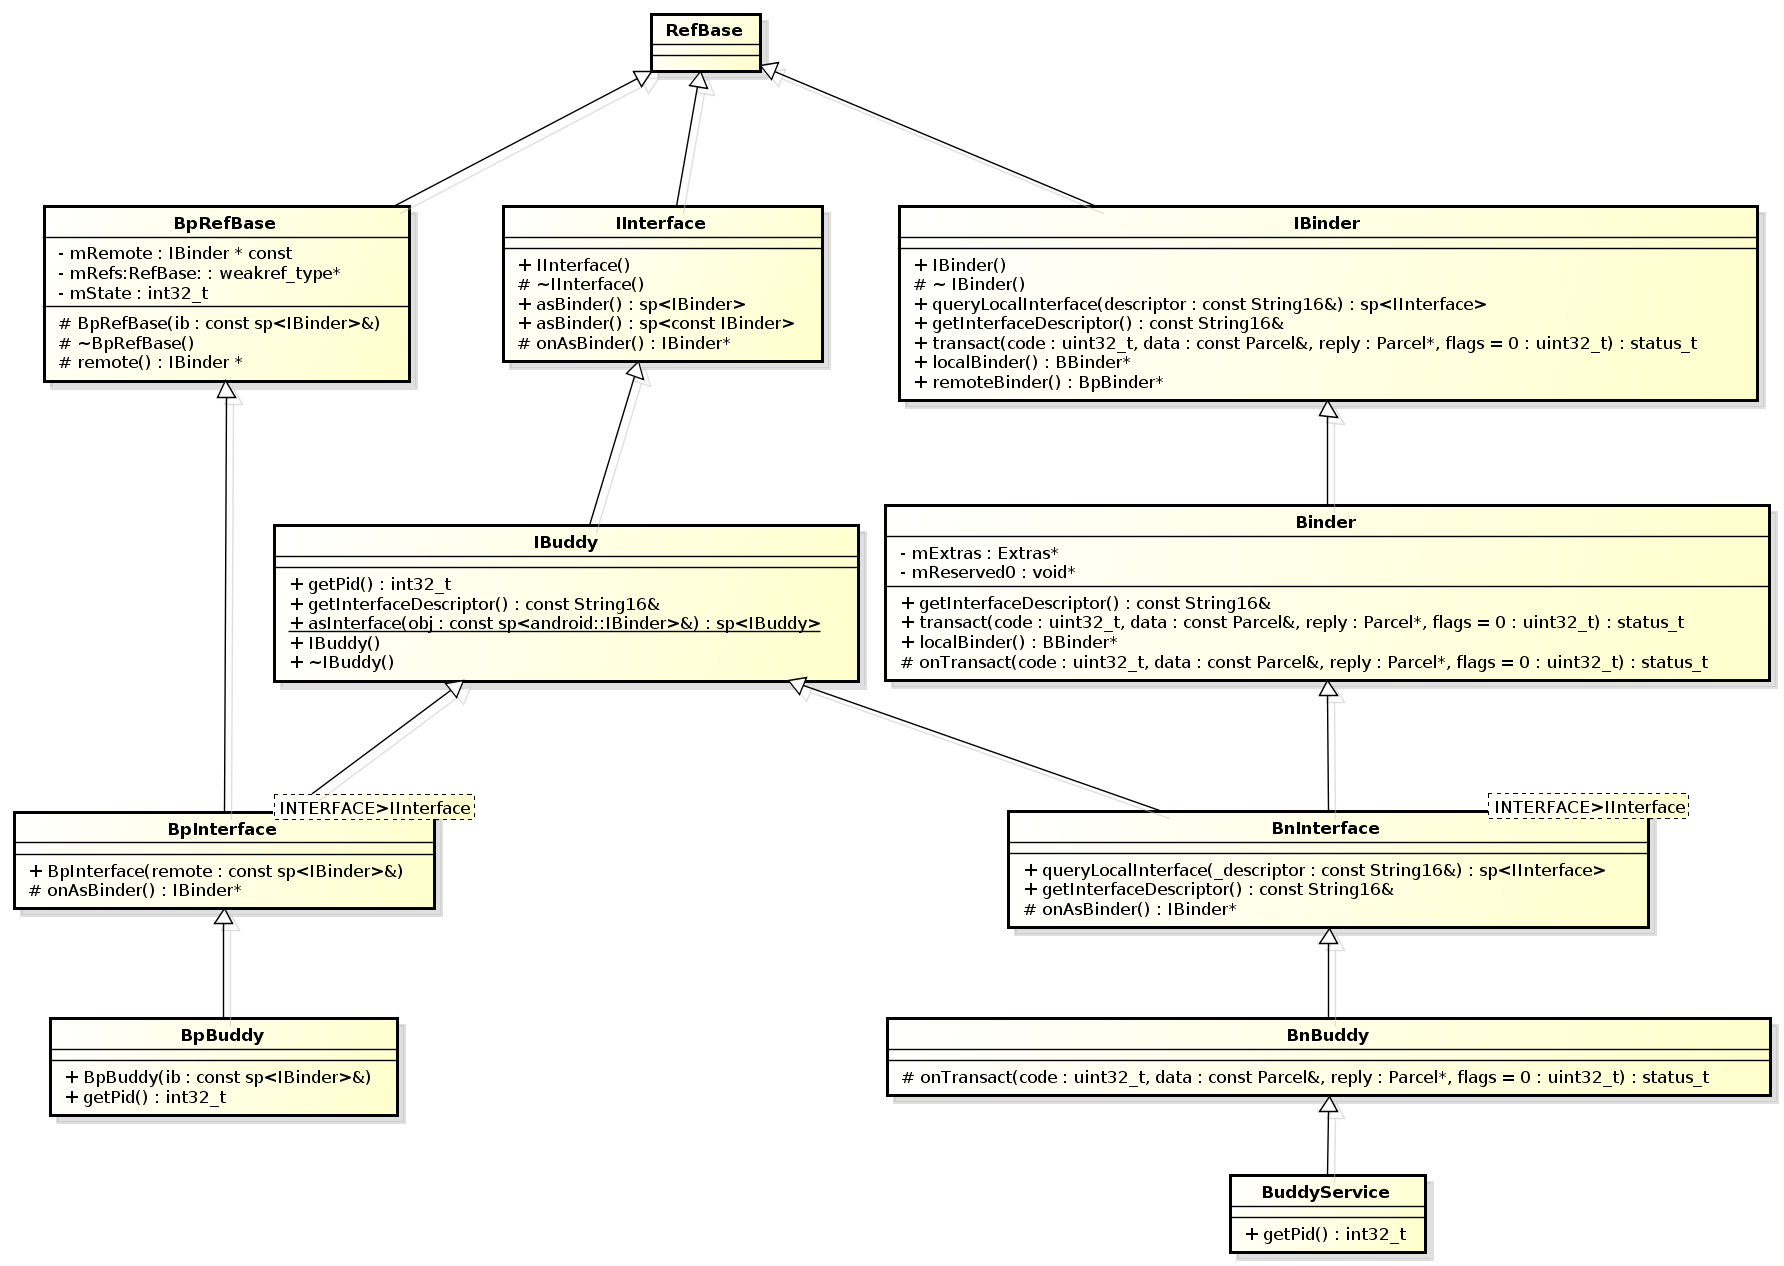 RefBase
BpRefBase
- mRemote : IBinder * const
- mRefs:RefBase: : weakref_type*
- mState : int32_t
# BpRefBase(ib : const sp<IBinder>&)
# ~BpRefBase()
# remote() : IBinder *
IInterface
+ IInterface()
# ~IInterface()
+ asBinder() : sp<IBinder>
+ asBinder() : sp<const IBinder>
# onAsBinder() : IBinder*
IBinder
+ IBinder()
# ~ IBinder()
+ queryLocalInterface(descriptor : const String16&) : sp<IInterface>
+ getInterfaceDescriptor() : const String16&
+ transact(code : uint32_t, data : const Parcel&, reply : Parcel*, flags = 0 : uint32_t) : status_t
+ localBinder() : BBinder*
+ remoteBinder() : BpBinder*
IBuddy
+ getPid() : int32_t
+ getInterfaceDescriptor() : const String16&
+ asInterface(obj : const sp<android::IBinder>&) : sp<IBuddy>
+ IBuddy()
+ ~IBuddy()
Binder
- mExtras : Extras*
- mReserved0 : void*
+ getInterfaceDescriptor() : const String16&
+ transact(code : uint32_t, data : const Parcel&, reply : Parcel*, flags = 0 : uint32_t) : status_t
+ localBinder() : BBinder*
# onTransact(code : uint32_t, data : const Parcel&, reply : Parcel*, flags = 0 : uint32_t) : status_t
INTERFACE>IInterface
BpInterface
+ BpInterface(remote : const sp<IBinder>&)
# onAsBinder() : IBinder*
INTERFACE>IInterface
BnInterface
+ queryLocalInterface(_descriptor : const String16&) : sp<IInterface>
+ getInterfaceDescriptor() : const String16&
# onAsBinder() : IBinder*
BpBuddy
+ BpBuddy(ib : const sp<IBinder>&)
+ getPid() : int32_t
BnBuddy
# onTransact(code : uint32_t, data : const Parcel&, reply : Parcel*, flags = 0 : uint32_t) : status_t
BuddyService
+ getPid() : int32_t